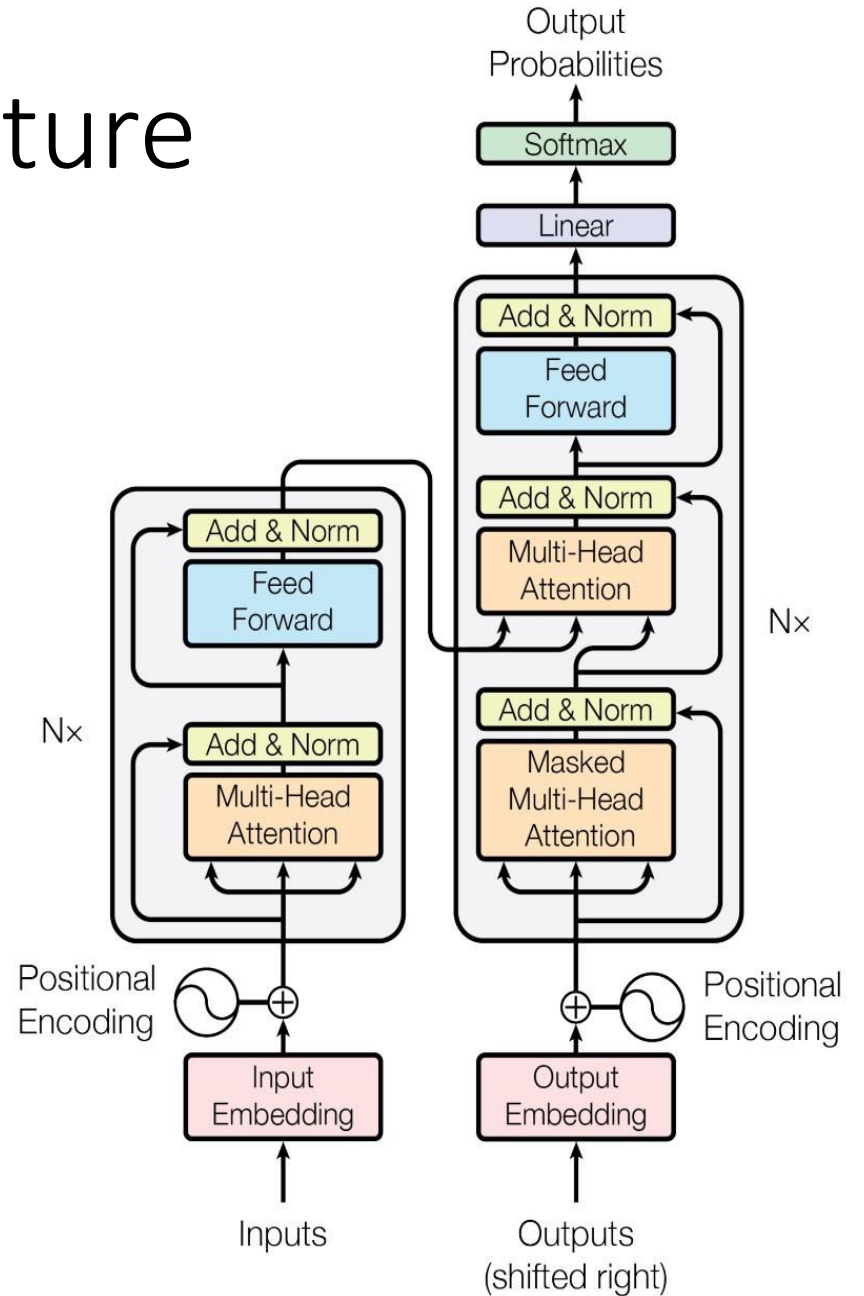 ture
Output
Probabilities
Softmax
Linear
Add & Norm
Feed
Forward
Add & Norm
Multi-Head
Attention
Nx
Add & Norm
Masked
Multi-Head
Attention
Add & Norm
Feed
Forward
Nx
Add & Norm
Multi-Head
Attention
Positional
Encoding
Positional
Encoding
Input
Embedding
Output
Embedding
Inputs
Outputs
(shifted right)